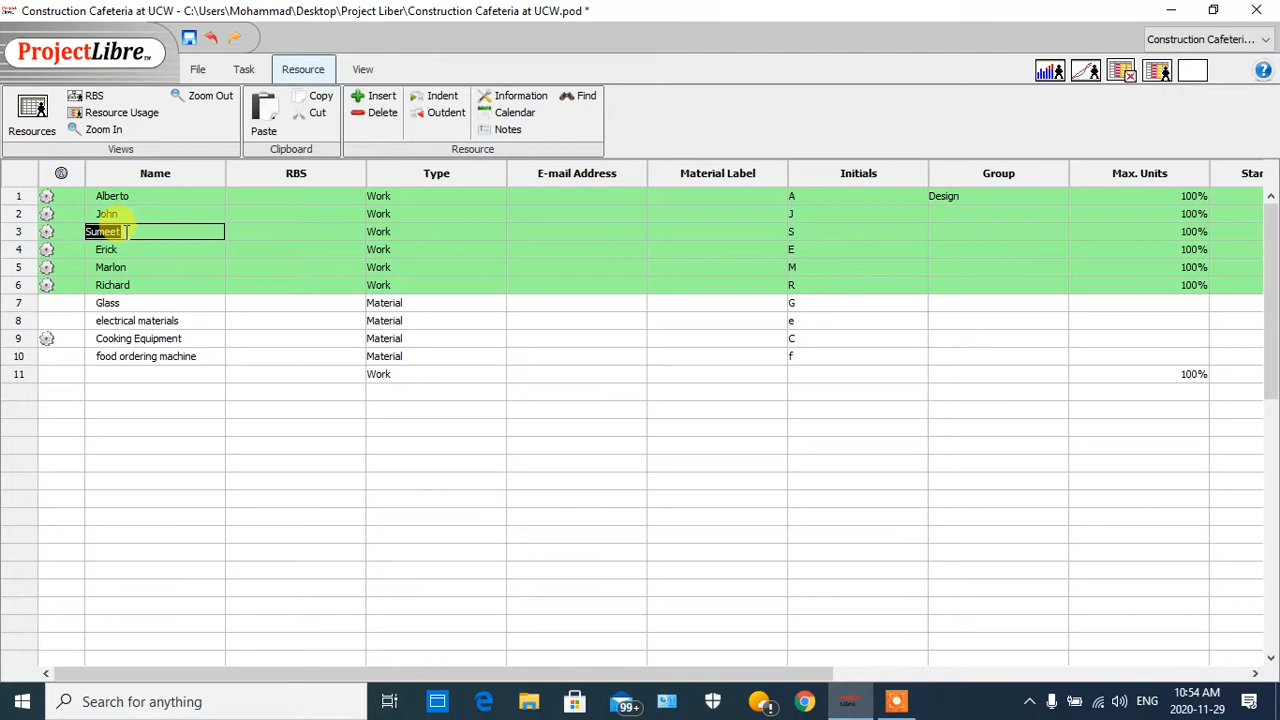 Construction Cafeteria at UCW - C:\Users\Mohammad\Desktop\Project Liber\Construction Cafeteria at UCW.pod *
ProjectLibre™
Construction Cafeteri...
File Task Resource View
Resources
RBS
Resource Usage
Zoom In
Zoom Out
Views
Paste
Copy
Cut
Clipboard
Insert
Delete
Indent
Outdent
Information
Calendar
Notes
Find
Resource
Name RBS Type E-mail Address Material Label Initials Group Max. Units Star
1 Alberto Work A Design 100%
2 John Work J 100%
3 Sumeet Work S 100%
4 Erick Work E 100%
5 Marlon Work M 100%
6 Richard Work R 100%
7 Glass Material G
8 electrical materials Material e
9 Cooking Equipment Material C
10 food ordering machine Material f
11 Work 100%
Search for anything
99+
ProjectLibre
ENG
10:54 AM
2020-11-29